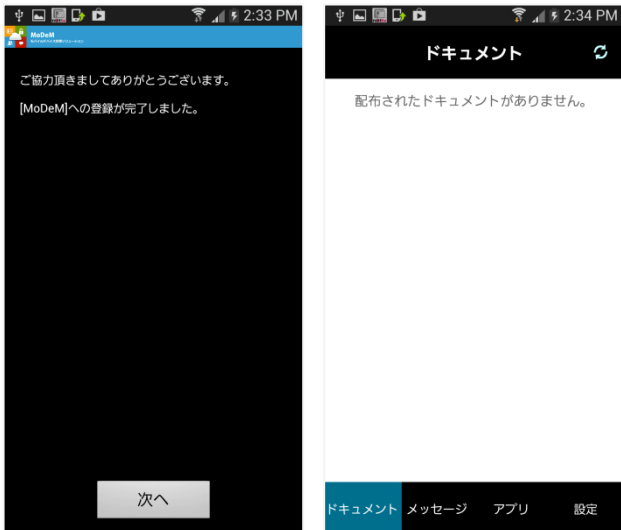 2:33 PM
MoDeM
ご協力頂きましてありがとうございます。
[MoDeM]への登録が完了しました。
次へ
2:34 PM
ドキュメント
配布されたドキュメントがありません。
ドキュメント メッセージ アプリ 設定